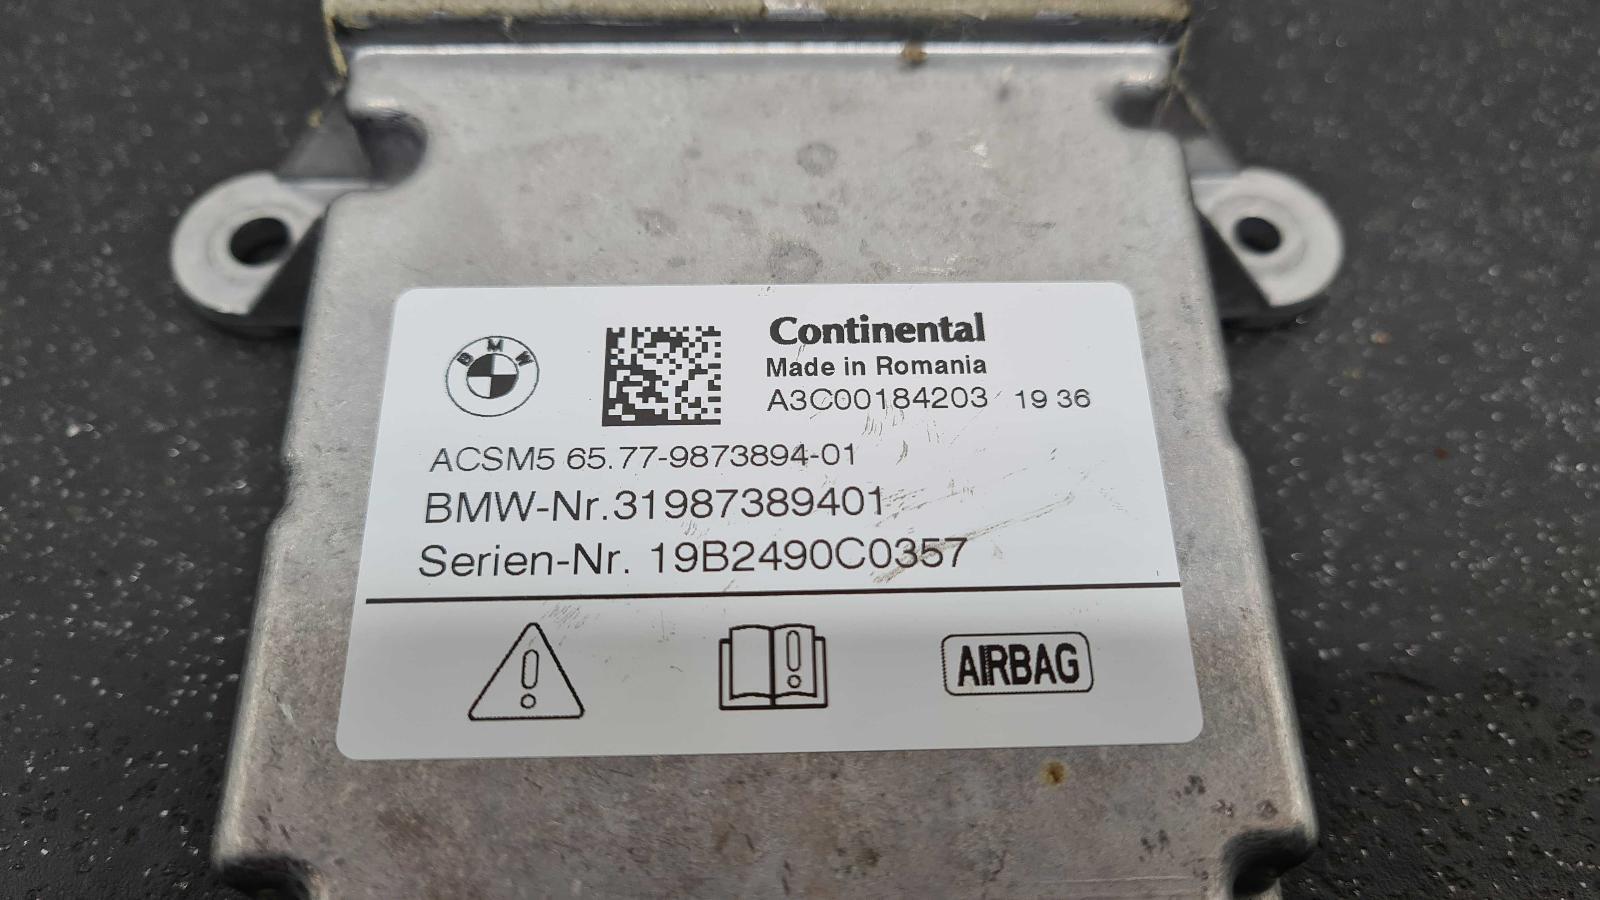 BMW
Continental
Made in Romania
A3C00184203 19 36
ACSM5 65.77-9873894-01
BMW-Nr.31987389401
Serien-Nr. 19B2490C0357
AIRBAG